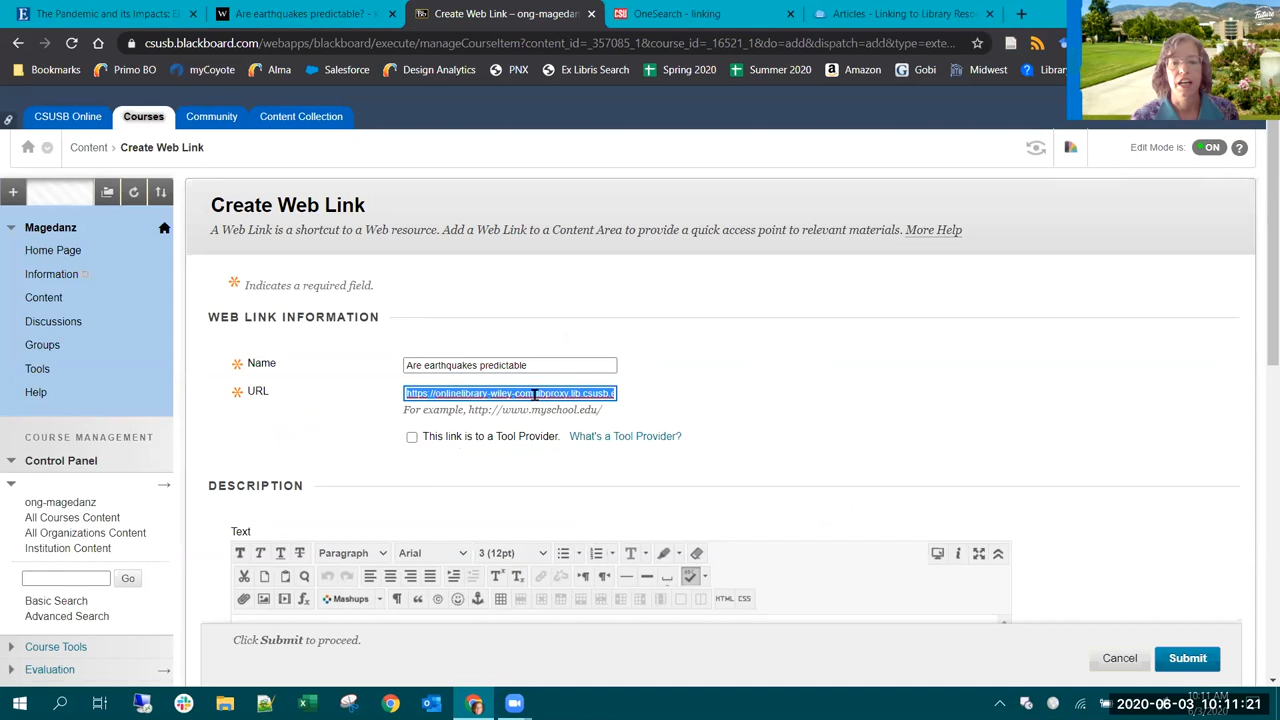 The Pandemic and its Impacts: E
Are earthquakes predictable? - K
Create Web Link – ong-magedanz
OneSearch - linking
Articles - Linking to Library Reso
csusb.blackboard.com/webapps/blackboard/execute/manageCourseItem?content_id=_357085_1&course_id=_16521_1&do=add&dispatch=add&type=exte...
Bookmarks
Primo BO
myCoyote
Alma
Salesforce
Design Analytics
PNX
Ex Libris Search
Spring 2020
Summer 2020
Amazon
Gobi
Midwest
Library
CSUSB Online
Courses
Community
Content Collection
Content > Create Web Link
Edit Mode is: ON
Magedanz
Home Page
Information
Content
Discussions
Groups
Tools
Help
COURSE MANAGEMENT
Control Panel
ong-magedanz
All Courses Content
All Organizations Content
Institution Content
Go
Basic Search
Advanced Search
Course Tools
Evaluation
Create Web Link
A Web Link is a shortcut to a Web resource. Add a Web Link to a Content Area to provide a quick access point to relevant materials. More Help
Indicates a required field.
WEB LINK INFORMATION
Name
Are earthquakes predictable
URL
https://onlinelibrary-wiley-com.libproxy.lib.csusb.e
For example, http://www.myschool.edu/
This link is to a Tool Provider. What's a Tool Provider?
DESCRIPTION
Text
Paragraph
Arial
3 (12pt)
Mashups
HTML CSS
Click Submit to proceed.
Cancel
Submit
2020-06-03 10:11:21